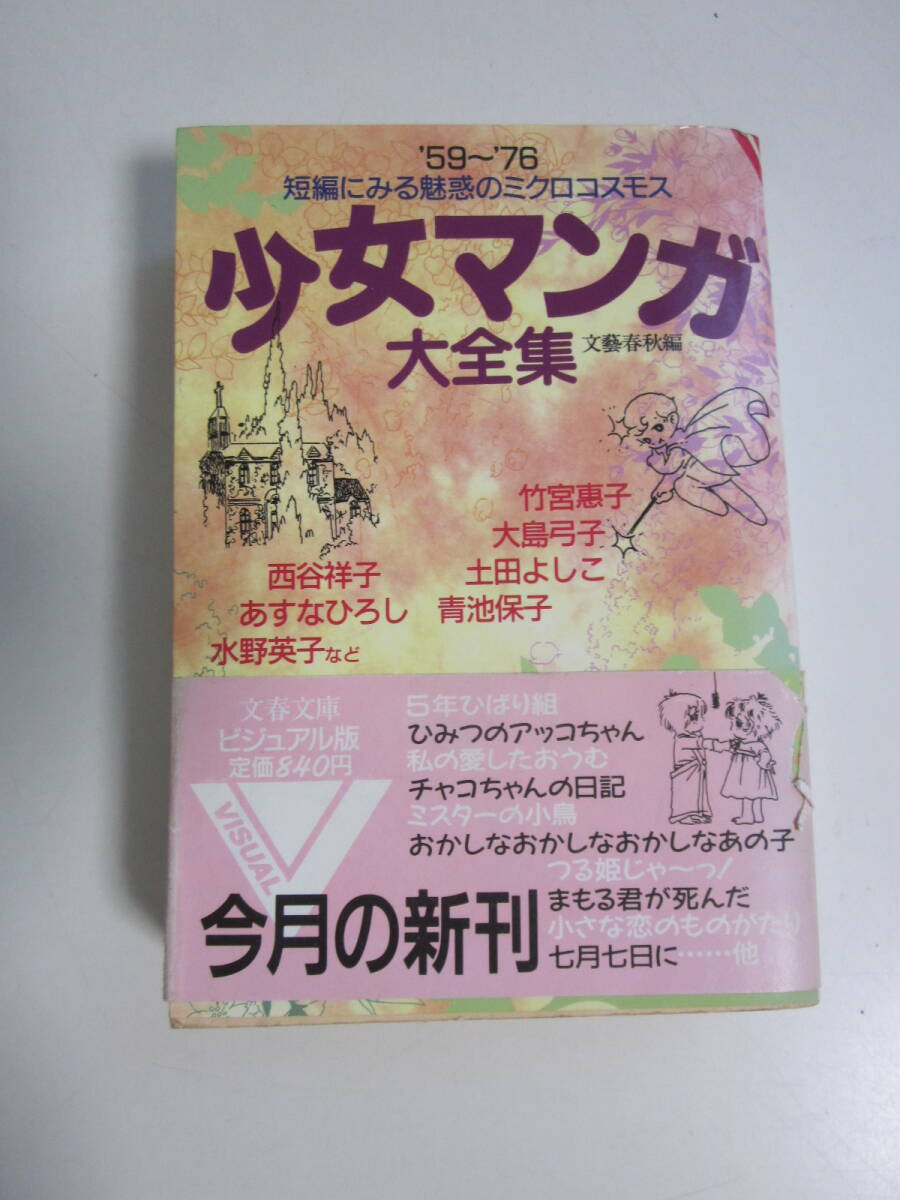 '59〜'76
短編にみる魅惑のミクロコスモス
少女マンガ
大全集
文藝春秋編
竹宮惠子
大島弓子
西谷祥子
土田よしこ
あすなひろし
青池保子
水野英子など
文春文庫
ビジュアル版
定価840円
VISUAL
今月の新刊
5年ひばり組
ひみつのアッコちゃん
私の愛したおうむ
チャコちゃんの日記
ミスターの小鳥
おかしなおかしなおかしなあの子
つる姫じゃ〜っ!
まもる君が死んだ
小さな恋のものがたり
七月七日に……他